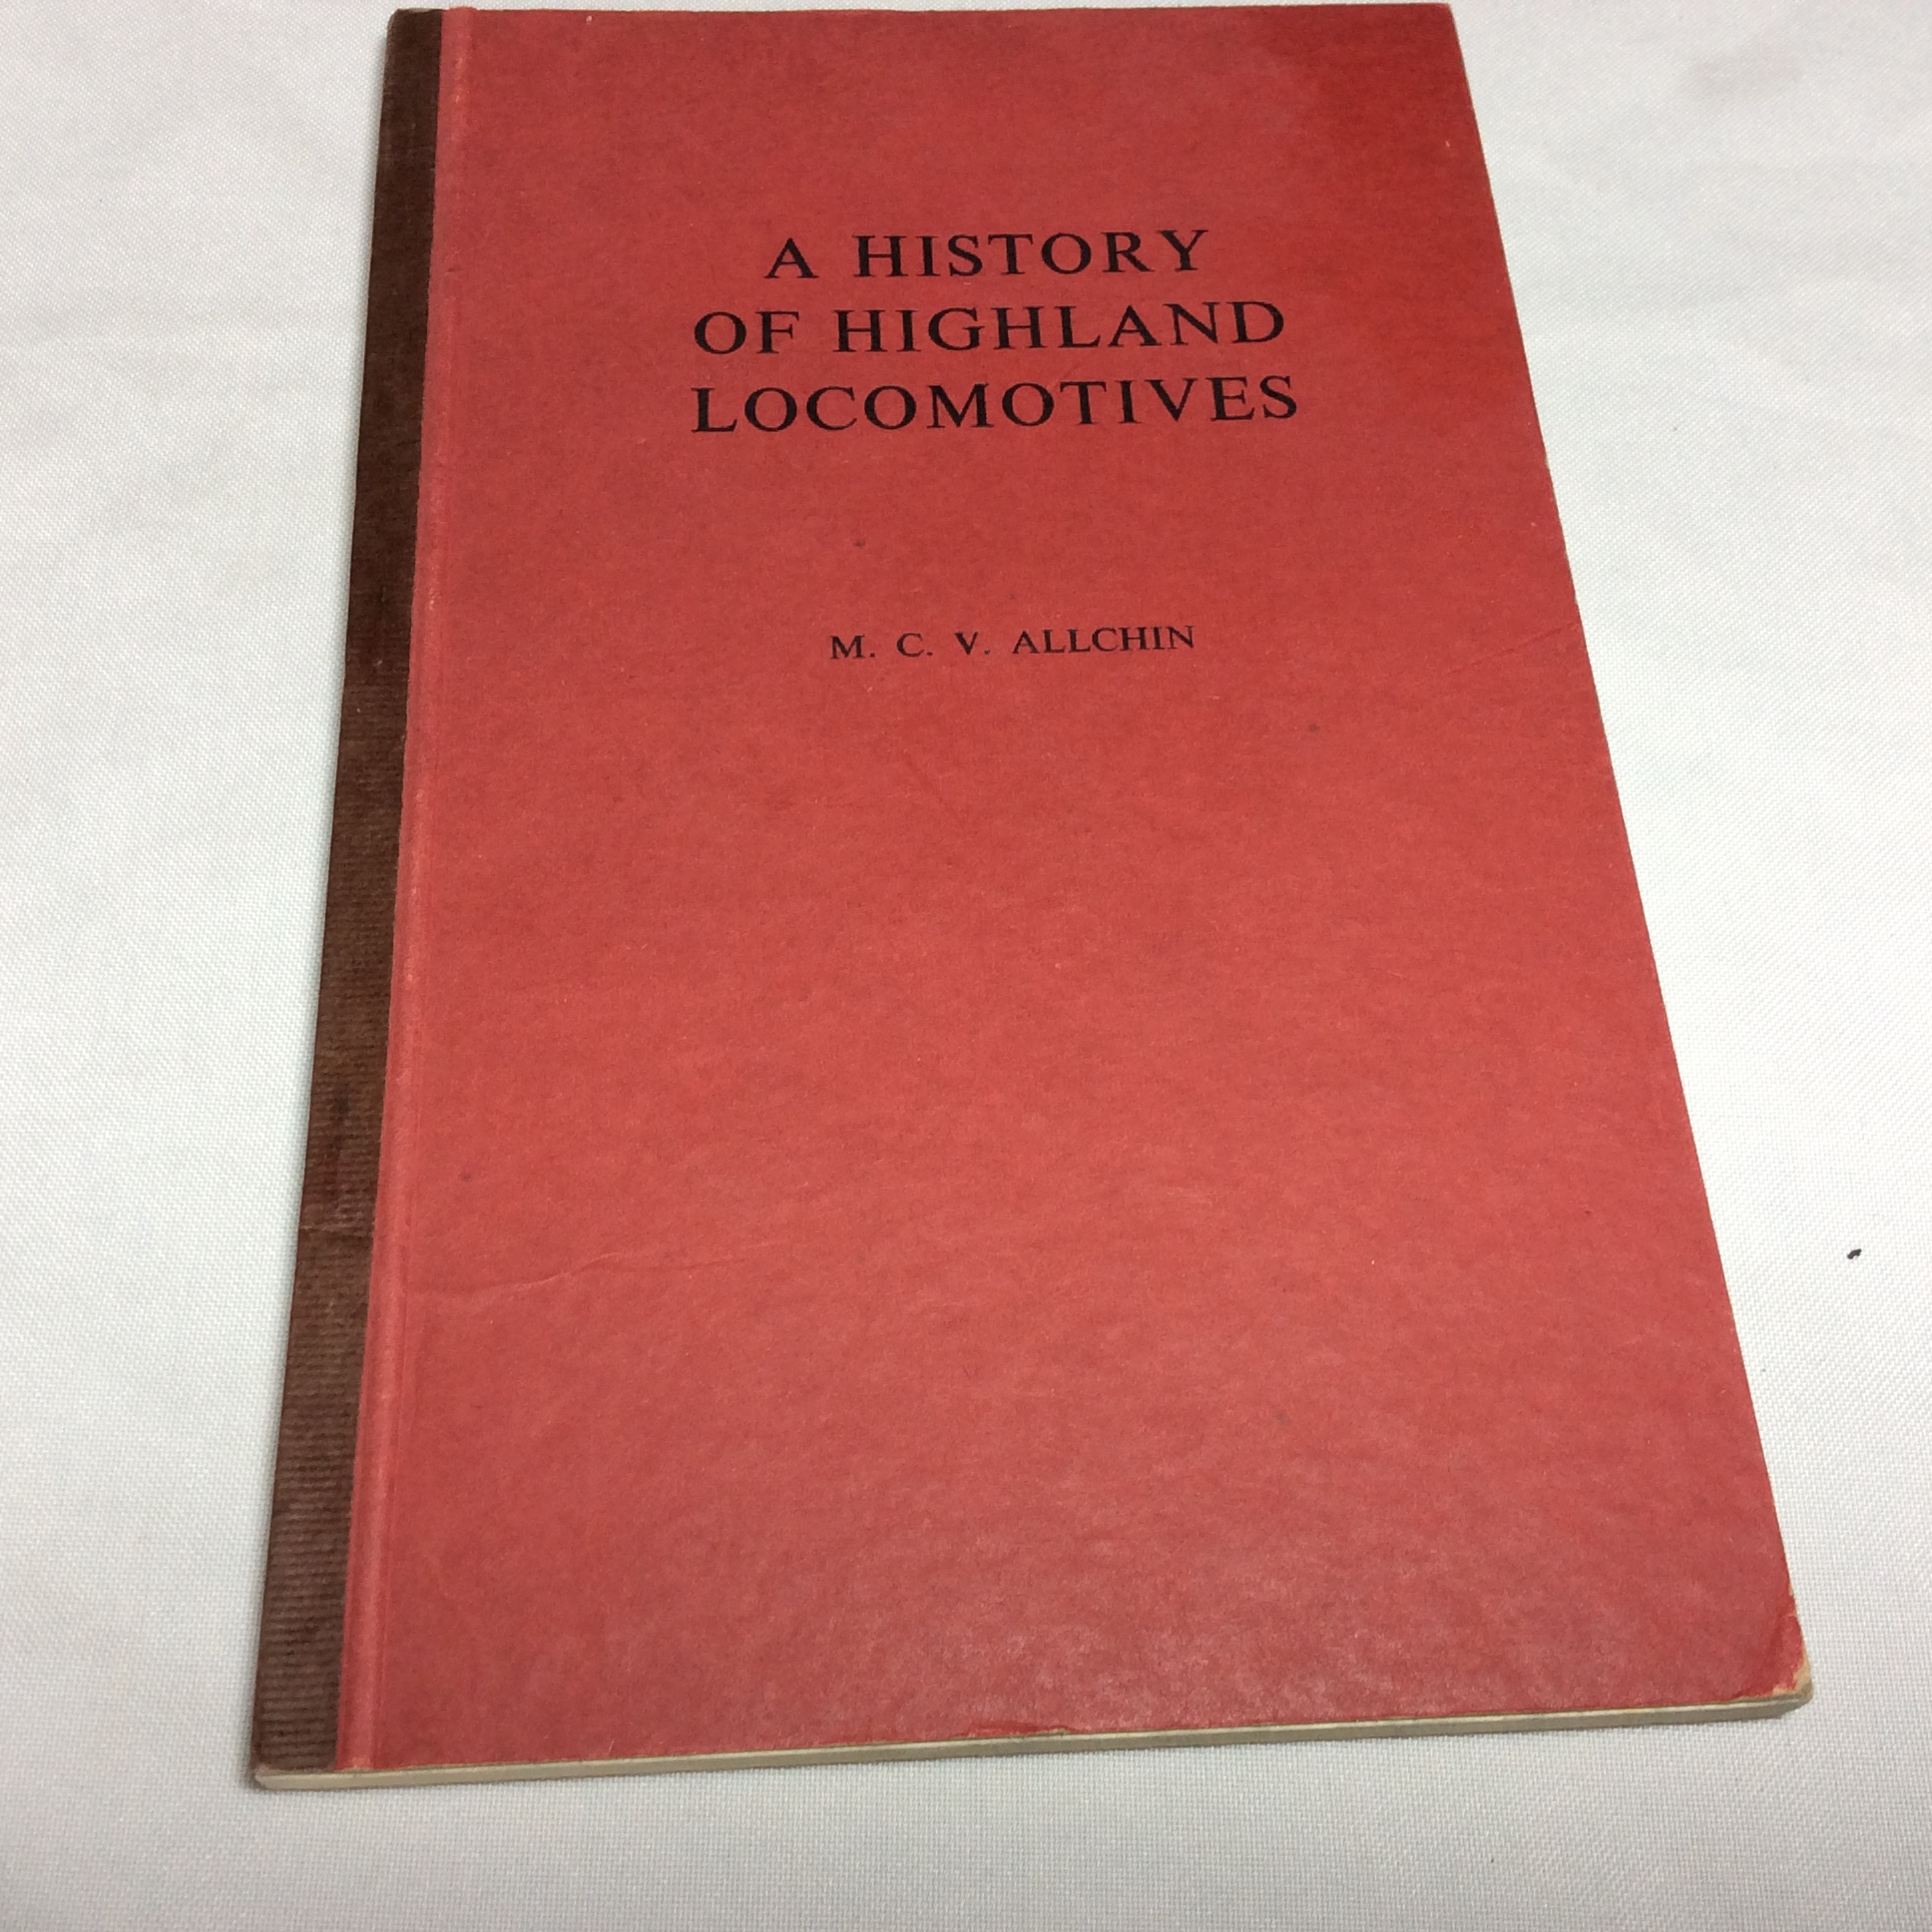 A HISTORY
OF HIGHLAND
LOCOMOTIVES
M. C. V. ALLCHIN